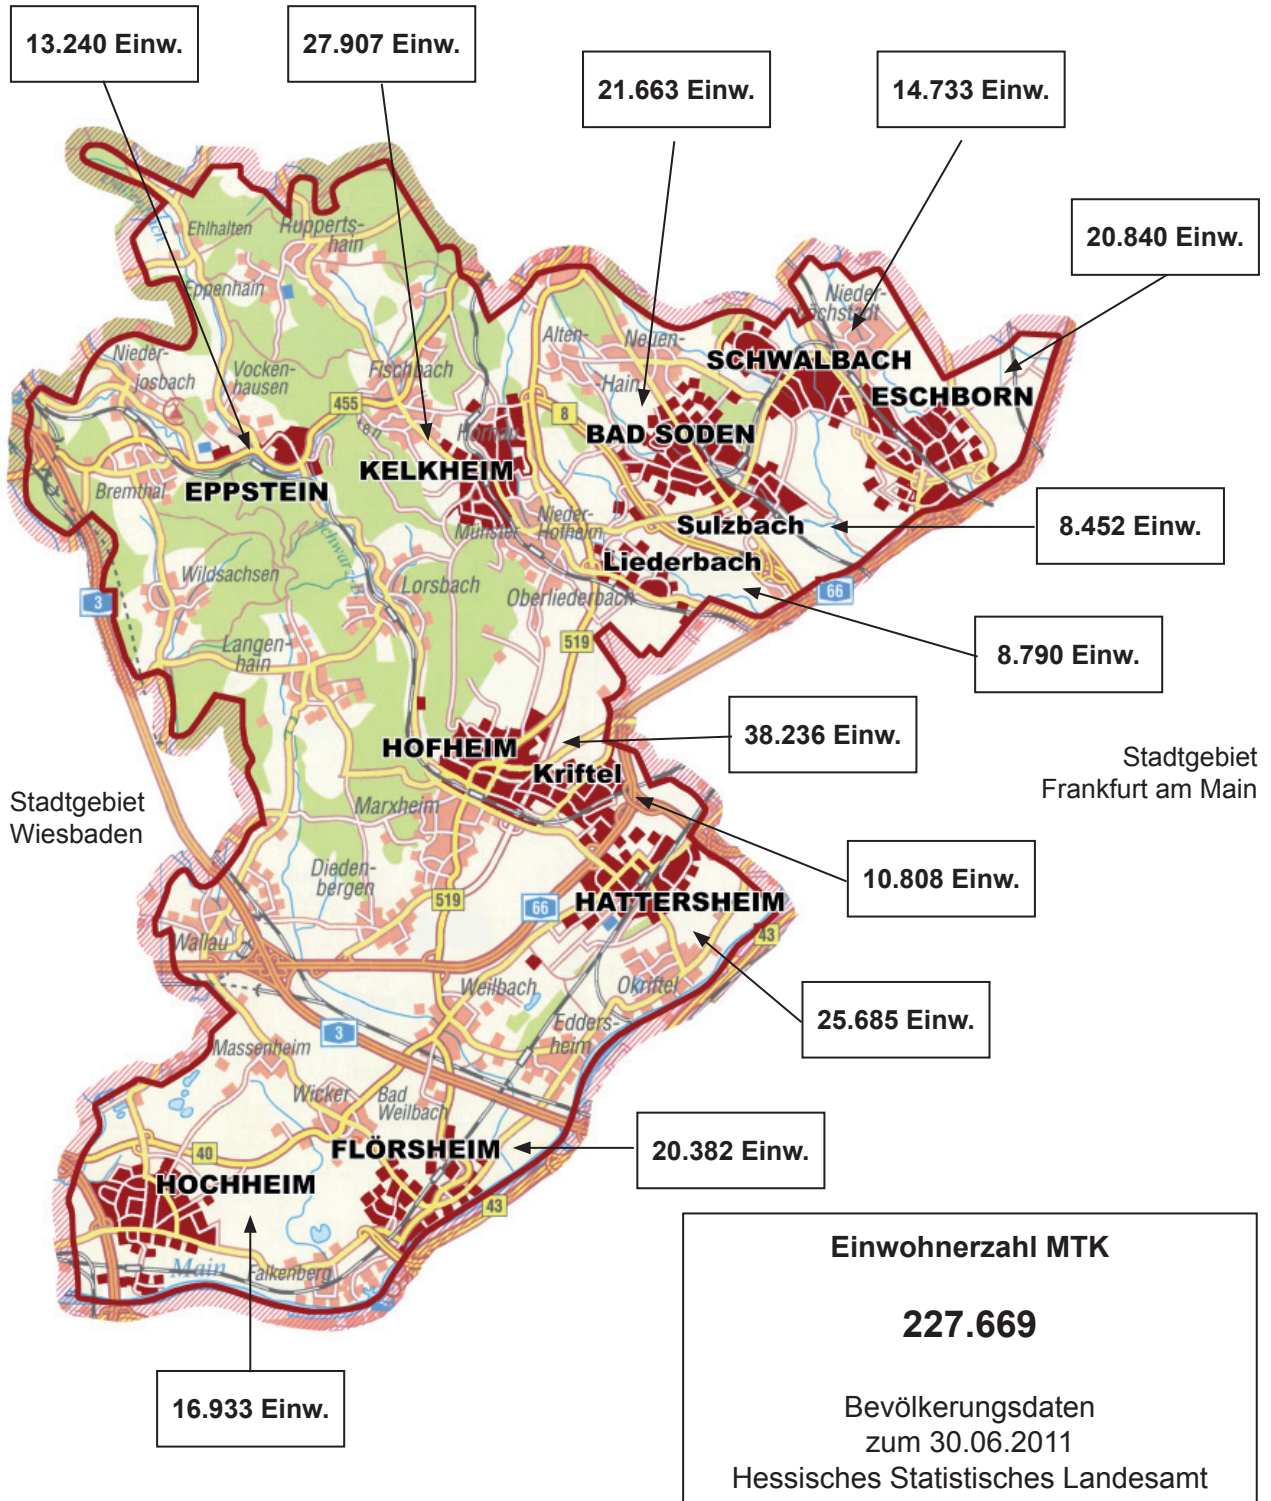 13.240 Einw.
27.907 Einw.
21.663 Einw.
14.733 Einw.
20.840 Einw.
Ehlhalten
Rupperts-
hain
Eppenhain
Nieder-
höchstadt
Nieder-
josbach
Vocken-
hausen
Fischbach
Alten-
Neuen-
-Hain
SCHWALBACH
ESCHBORN
455
8
Hornau
BAD SODEN
KELKHEIM
EPPSTEIN
Bremthal
Münster
Nieder-
Hofheim
Sulzbach
8.452 Einw.
Liederbach
Wildsachsen
Lorsbach
Oberliederbach
3
66
Langen-
hain
519
8.790 Einw.
38.236 Einw.
HOFHEIM
Kriftel
Stadtgebiet
Frankfurt am Main
Stadtgebiet
Wiesbaden
Marxheim
Dieden-
bergen
10.808 Einw.
519
66
HATTERSHEIM
43
Wallau
Weilbach
Okriftel
25.685 Einw.
3
Edders-
heim
Massenheim
Wicker
Bad
Weilbach
FLÖRSHEIM
20.382 Einw.
40
HOCHHEIM
43
Main
Falkenberg
16.933 Einw.
Einwohnerzahl MTK
227.669
Bevölkerungsdaten
zum 30.06.2011
Hessisches Statistisches Landesamt